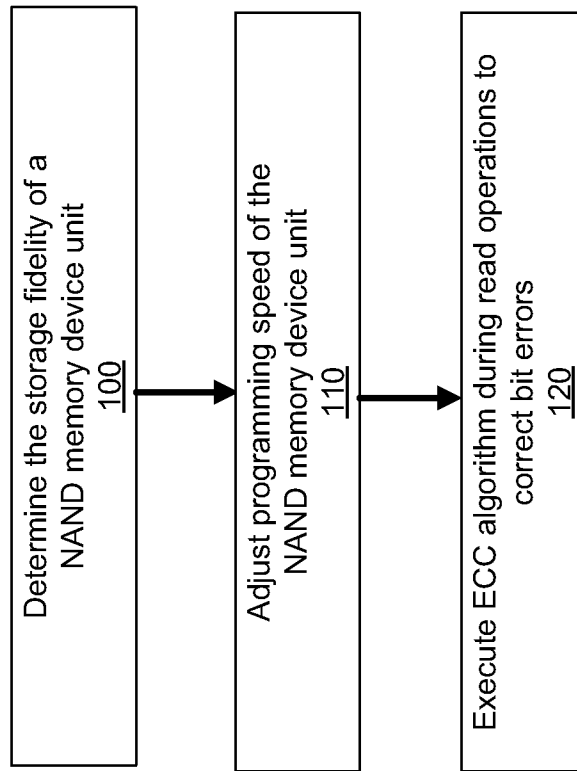 Determine the storage fidelity of a
NAND memory device unit
100
Adjust programming speed of the
NAND memory device unit
110
Execute ECC algorithm during read operations to
correct bit errors
120